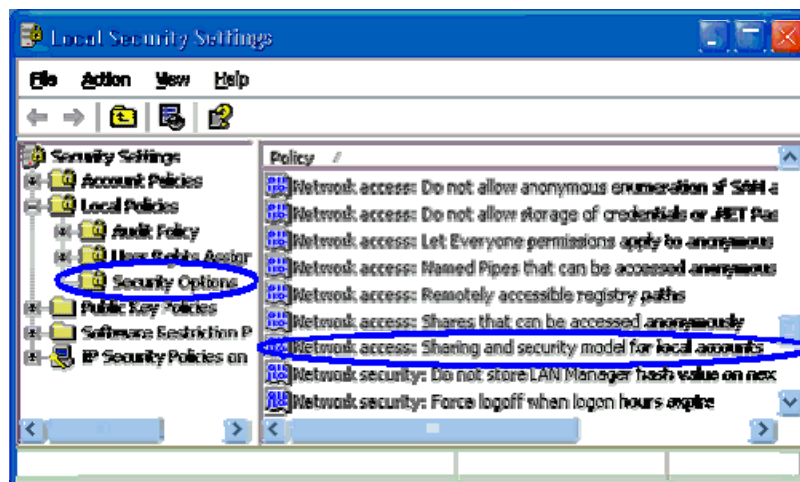 Local Security Settings
File Action View Help
Security Settings
Account Policies
Local Policies
Audit Policy
User Rights Assigr
Security Options
Public Key Policies
Software Restriction P
IP Security Policies on
Policy /
Network access: Do not allow anonymous enumeration of SAM a
Network access: Do not allow storage of credentials or .NET Pas
Network access: Let Everyone permissions apply to anonymous
Network access: Named Pipes that can be accessed anonymous
Network access: Remotely accessible registry paths
Network access: Shares that can be accessed anonymously
Network access: Sharing and security model for local accounts
Network security: Do not store LAN Manager hash value on nex
Network security: Force logoff when logon hours expire